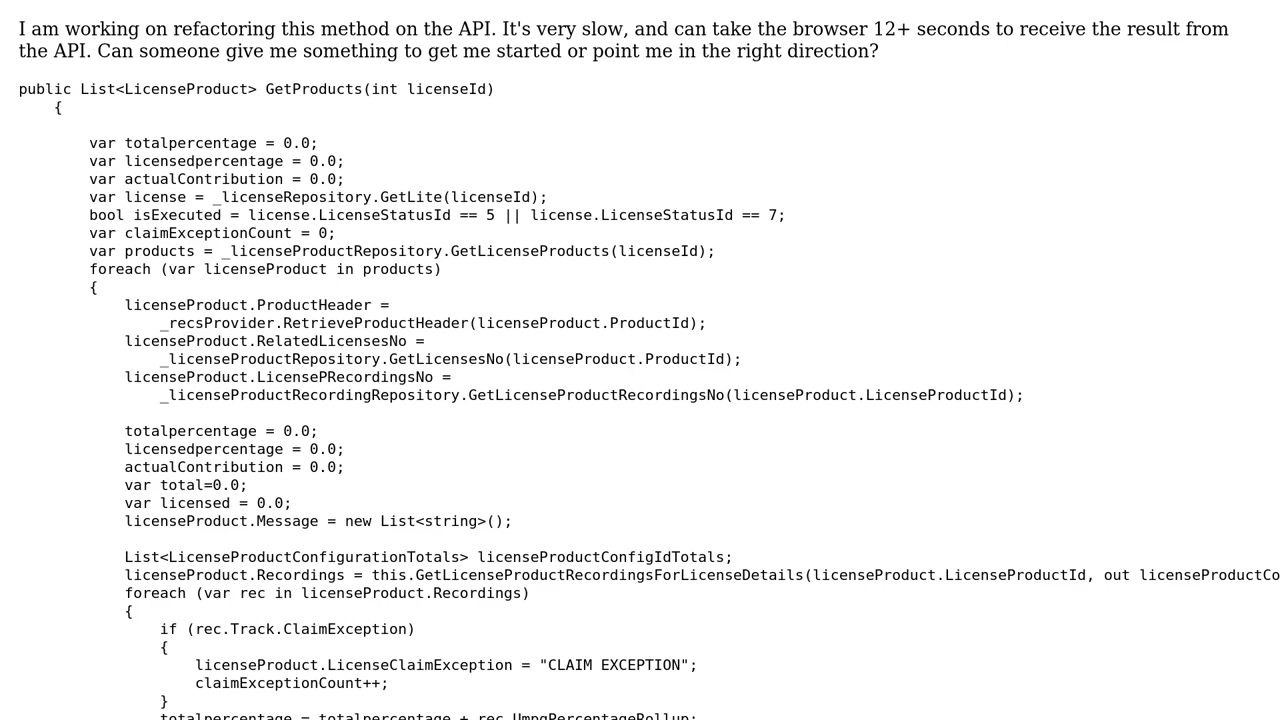 I am working on refactoring this method on the API. It's very slow, and can take the browser 12+ seconds to receive the result from
the API. Can someone give me something to get me started or point me in the right direction?
public List<LicenseProduct> GetProducts(int licenseId)
{
var totalpercentage = 0.0;
var licensedpercentage = 0.0;
var actualContribution = 0.0;
var license = _licenseRepository.GetLite(licenseId);
bool isExecuted = license.LicenseStatusId == 5 || license.LicenseStatusId == 7;
var claimExceptionCount = 0;
var products = _licenseProductRepository.GetLicenseProducts(licenseId);
foreach (var licenseProduct in products)
{
licenseProduct.ProductHeader =
_recsProvider.RetrieveProductHeader(licenseProduct.ProductId);
licenseProduct.RelatedLicensesNo =
_licenseProductRepository.GetLicensesNo(licenseProduct.ProductId);
licenseProduct.LicensePRecordingsNo =
_licenseProductRecordingRepository.GetLicenseProductRecordingsNo(licenseProduct.LicenseProductId);
totalpercentage = 0.0;
licensedpercentage = 0.0;
actualContribution = 0.0;
var total=0.0;
var licensed = 0.0;
licenseProduct.Message = new List<string>();
List<LicenseProductConfigurationTotals> licenseProductConfigIdTotals;
licenseProduct.Recordings = this.GetLicenseProductRecordingsForLicenseDetails(licenseProduct.LicenseProductId, out licenseProductCo
foreach (var rec in licenseProduct.Recordings)
{
if (rec.Track.ClaimException)
{
licenseProduct.LicenseClaimException = "CLAIM EXCEPTION";
claimExceptionCount++;
}
totalpercentage = totalpercentage + rec.UmpgPercentageRollup;